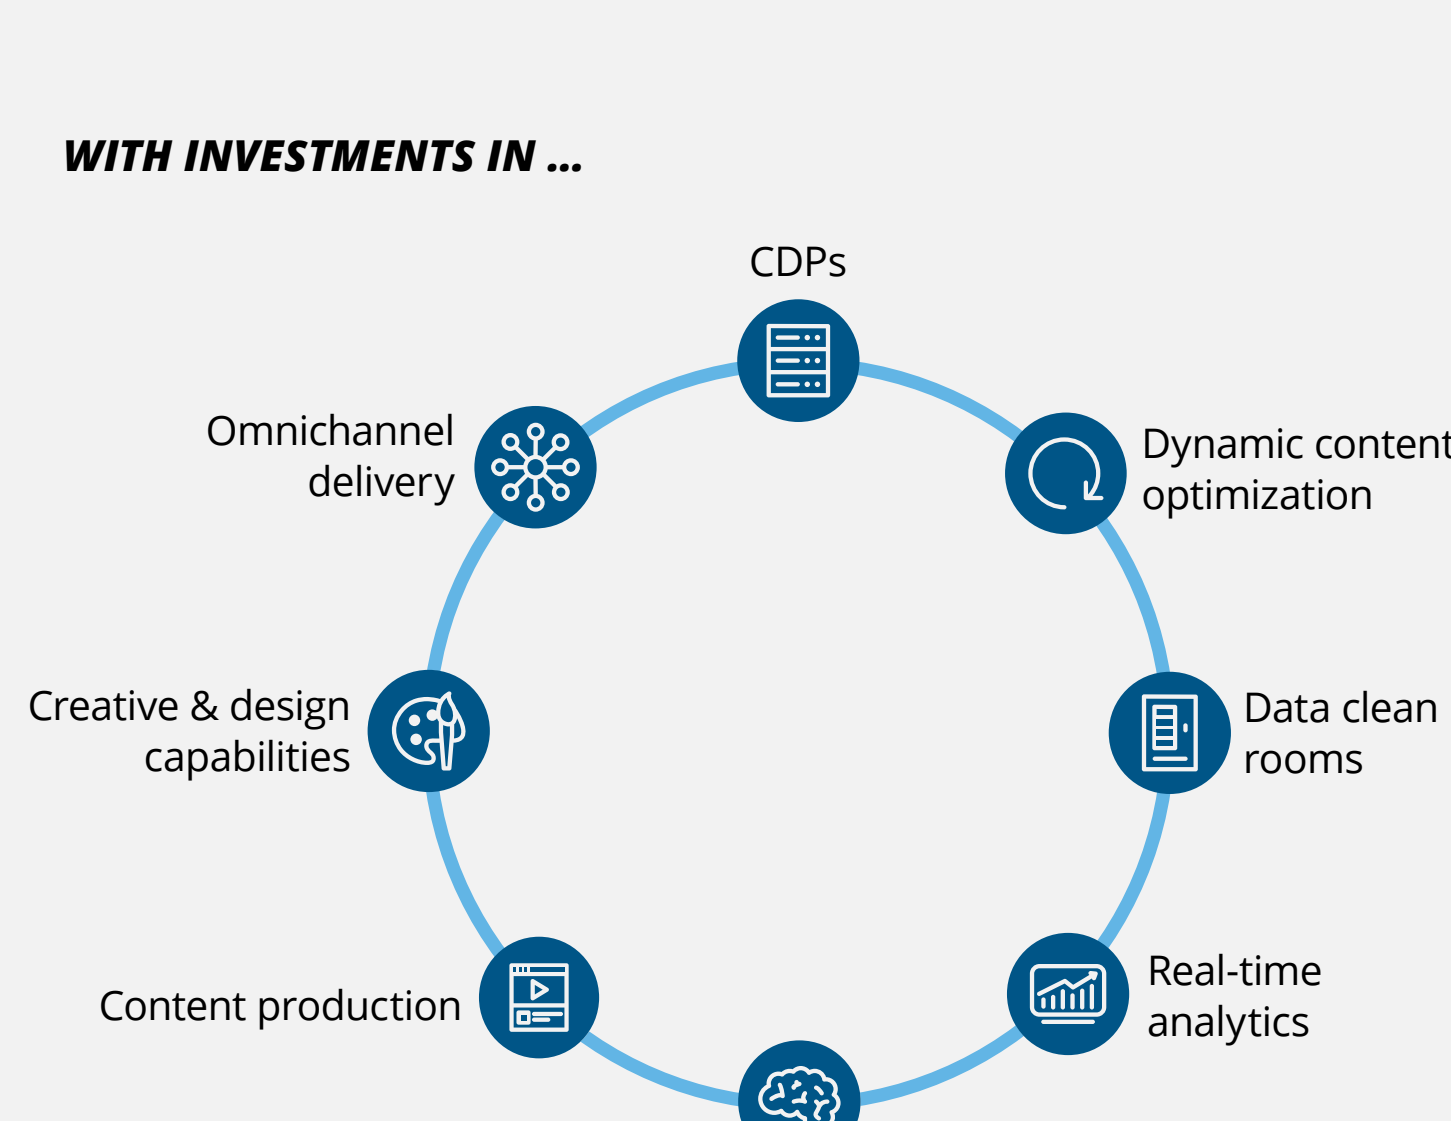 WITH INVESTMENTS IN ...
CDPs
Omnichannel
delivery
Dynamic content
optimization
Creative & design
capabilities
Data clean
rooms
Content production
Real-time
analytics